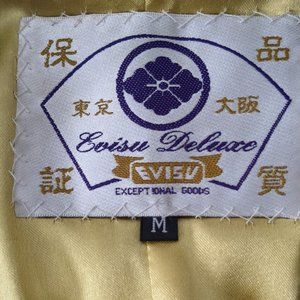 保 品
東京 大阪
Evisu Deluxe
証 EVISU 質
EXCEPTIONAL GOODS
M